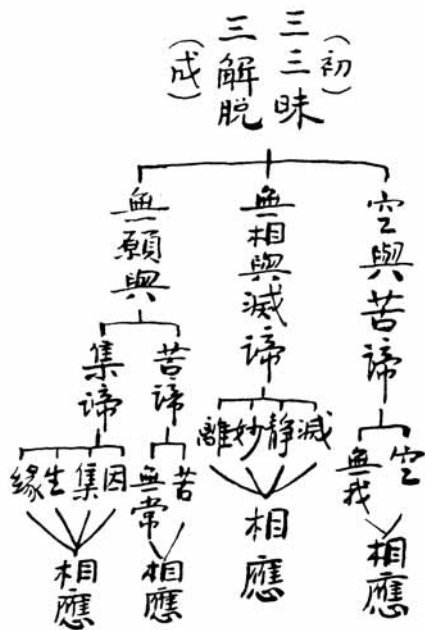 （初）
三三昧
三解脱
（成）
空與苦諦
空
無我
相應
無相與滅諦
滅
静
妙
離
相應
無願與
苦諦
苦
無常
相應
集諦
因
集
生
緣
相應